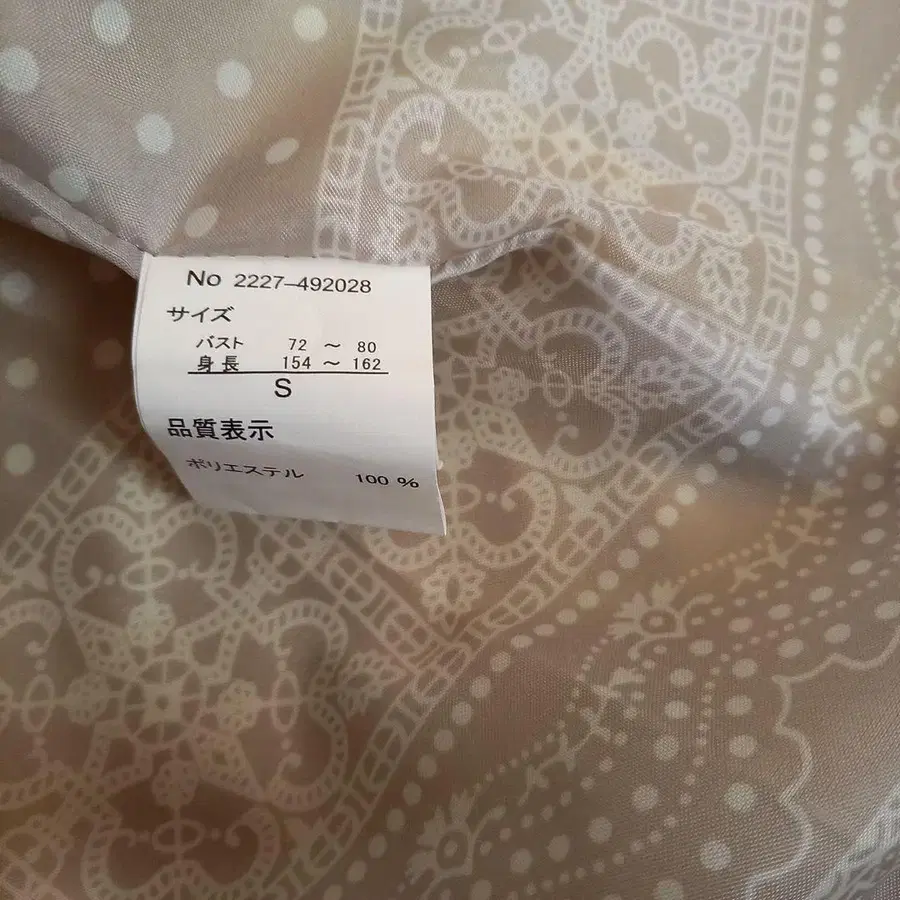 No 2227-492028
サイズ
バスト 72 ~ 80
身長 154 ~ 162
S
品質表示
ポリエステル 100 %